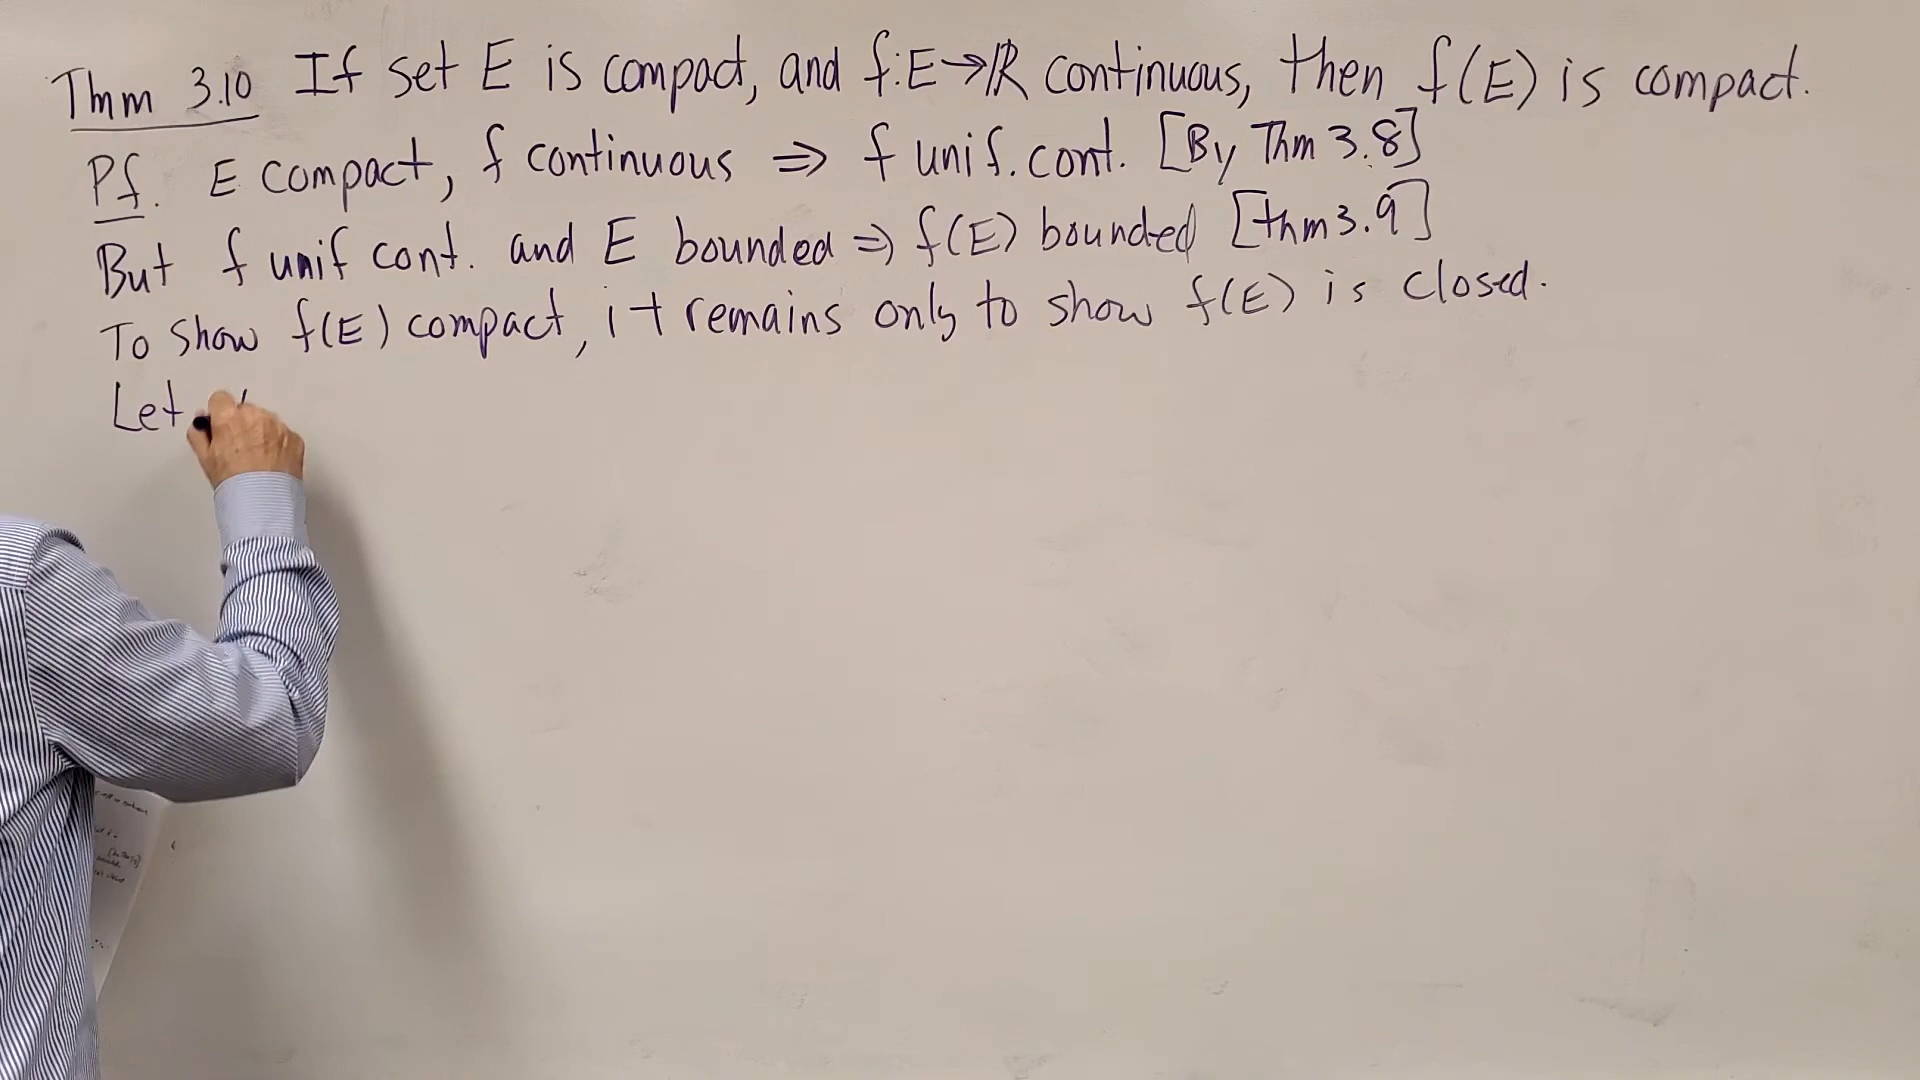 Thm 3.10 If set E is compact, and f:E→ℝ continuous, then f(E) is compact.
Pf. E compact, f continuous ⇒ f unif. cont. [By Thm 3.8]
But f unif cont. and E bounded ⇒ f(E) bounded [thm 3.9]
To show f(E) compact, it remains only to show f(E) is closed.
Let